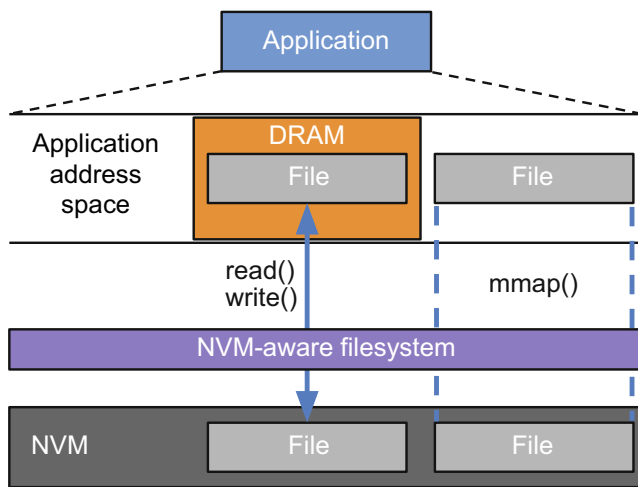 Application
Application
address
space
DRAM
File
File
read()
write()
mmap()
NVM-aware filesystem
NVM
File
File